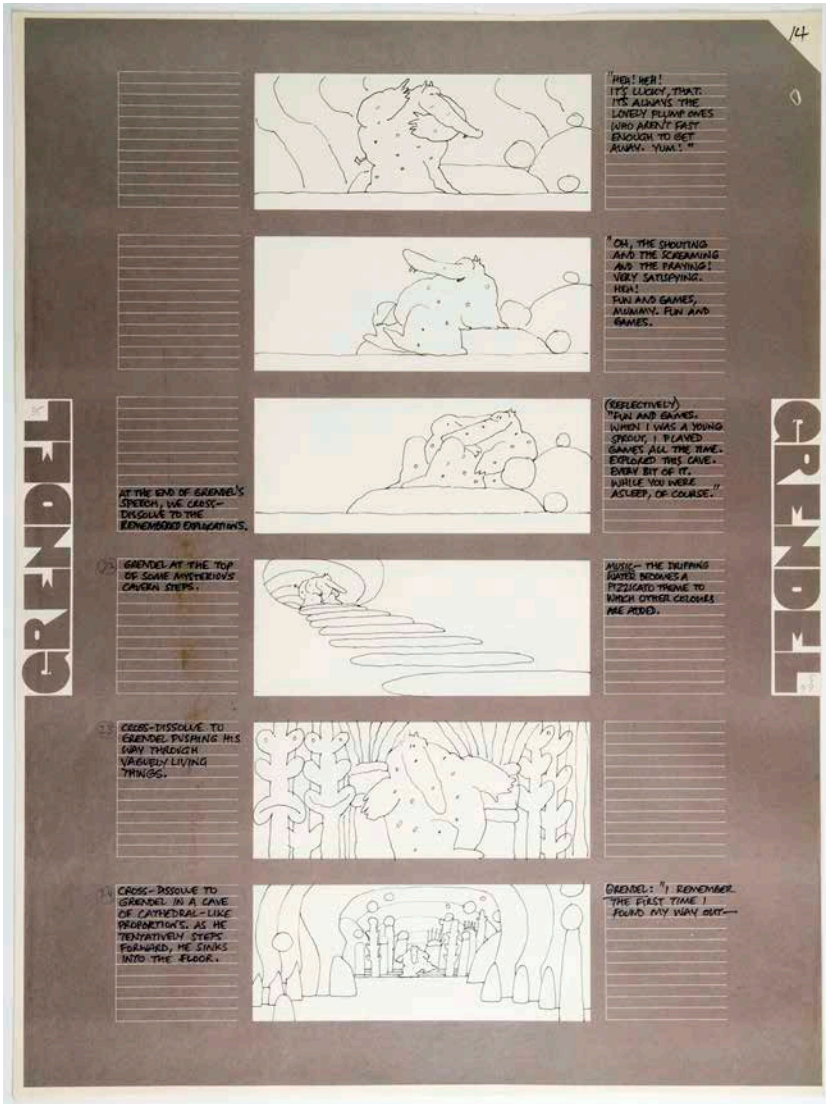 14
"HEH! HEH!
IT'S LUCKY, THAT.
IT'S ALWAYS THE
LOVELY PLUMP ONES
WHO AREN'T FAST
ENOUGH TO GET
AWAY. YUM!"
"OH, THE SHOUTING
AND THE SCREAMING
AND THE PRAYING!
VERY SATISFYING.
HEH!
FUN AND GAMES,
MUMMY. FUN AND
GAMES.
GRENDEL
GRENDEL
AT THE END OF GRENDEL'S
SPEECH, WE CROSS-
DISSOLVE TO THE
REMEMBERED EXPLORATIONS.
(REFLECTIVELY)
"FUN AND GAMES.
WHEN I WAS A YOUNG
SPROUT, I PLAYED
GAMES ALL THE TIME.
EXPLORED THIS CAVE.
EVERY BIT OF IT.
WHILE YOU WERE
ASLEEP, OF COURSE."
GRENDEL AT THE TOP
OF SOME MYSTERIOUS
CAVERN STEPS.
MUSIC— THE DRIPPING
WATER BECOMES A
PIZZICATO THEME TO
WHICH OTHER COLOURS
ARE ADDED.
CROSS-DISSOLVE TO
GRENDEL PUSHING HIS
WAY THROUGH
VAGUELY LIVING
THINGS.
CROSS-DISSOLVE TO
GRENDEL IN A CAVE
OF CATHEDRAL-LIKE
PROPORTIONS. AS HE
TENTATIVELY STEPS
FORWARD, HE SINKS
INTO THE FLOOR.
GRENDEL: "I REMEMBER
THE FIRST TIME I
FOUND MY WAY OUT—